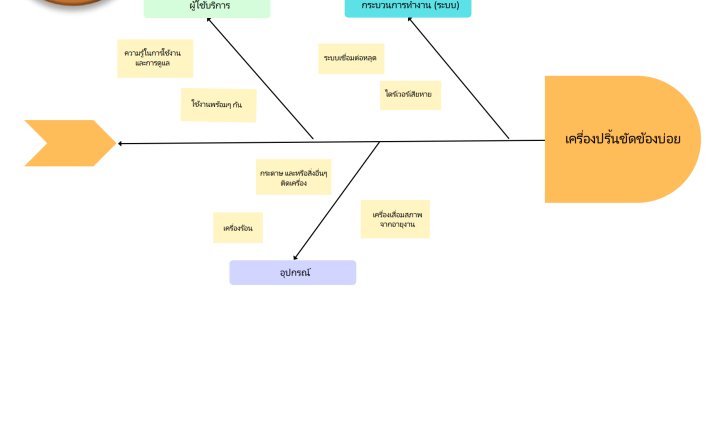 ผู้ใช้บริการ
กระบวนการทำงาน (ระบบ)
ความรู้ในการใช้งาน
และการดูแล
ระบบเชื่อมต่อหลุด
ใช้งานพร้อมๆ กัน
ไดร์เวอร์เสียหาย
เครื่องปริ้นขัดข้องบ่อย
กระดาษ และหรือสิ่งอื่นๆ
ติดเครื่อง
เครื่องร้อน
เครื่องเสื่อมสภาพ
จากอายุงาน
อุปกรณ์